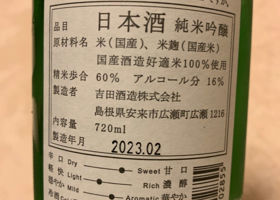 日本酒 純米吟醸
原材料名 米(国産)、米麹(国産米)
国産酒造好適米100%使用
精米歩合 60% アルコール分 16%
製造者 吉田酒造株式会社
島根県安来市広瀬町広瀬1216
内容量 720ml
製造年月 2023.02
辛口 Dry Sweet 甘口
軽快 Light Rich 濃醇
穏やか Mild Aromatic 華やか